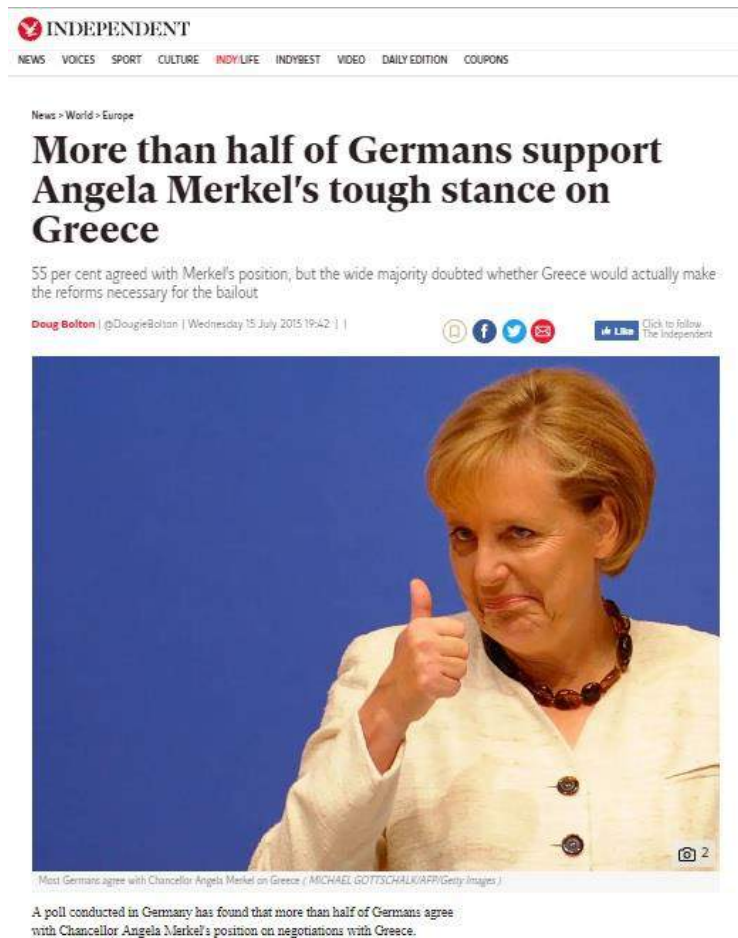 INDEPENDENT
NEWS VOICES SPORT CULTURE INDY/LIFE INDYBEST VIDEO DAILY EDITION COUPONS
News > World > Europe
More than half of Germans support
Angela Merkel's tough stance on
Greece
55 per cent agreed with Merkel's position, but the wide majority doubted whether Greece would actually make
the reforms necessary for the bailout
Doug Bolton | @DougieBolton | Wednesday 15 July 2015 19:42 | |
Like
Click to follow
The Independent
2
Most Germans agree with Chancellor Angela Merkel on Greece ( MICHAEL GOTTSCHALK/AFP/Getty Images )
A poll conducted in Germany has found that more than half of Germans agree
with Chancellor Angela Merkel's position on negotiations with Greece.